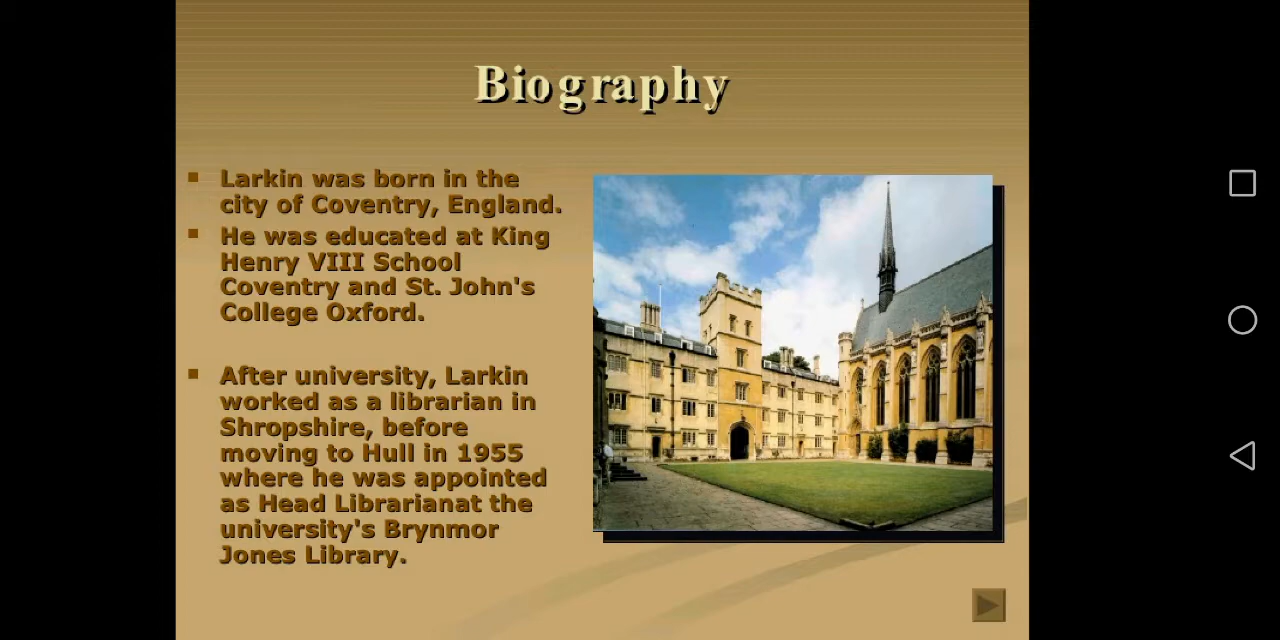 Biography
Larkin was born in the
city of Coventry, England.
He was educated at King
Henry VIII School
Coventry and St. John's
College Oxford.
After university, Larkin
worked as a librarian in
Shropshire, before
moving to Hull in 1955
where he was appointed
as Head Librarianat the
university's Brynmor
Jones Library.